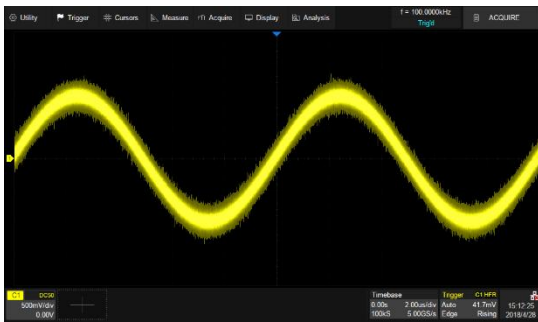 Utility Trigger Cursors Measure Acquire Display Analysis f = 100.0000kHz ACQUIRE
Trig'd
C1 DC50 Timebase Trigger C1 HFR
500mV/div 0.00s 2.00us/div Auto 41.7mV 15:12:25
0.00V 100kS 5.00GS/s Edge Rising 2018/4/28